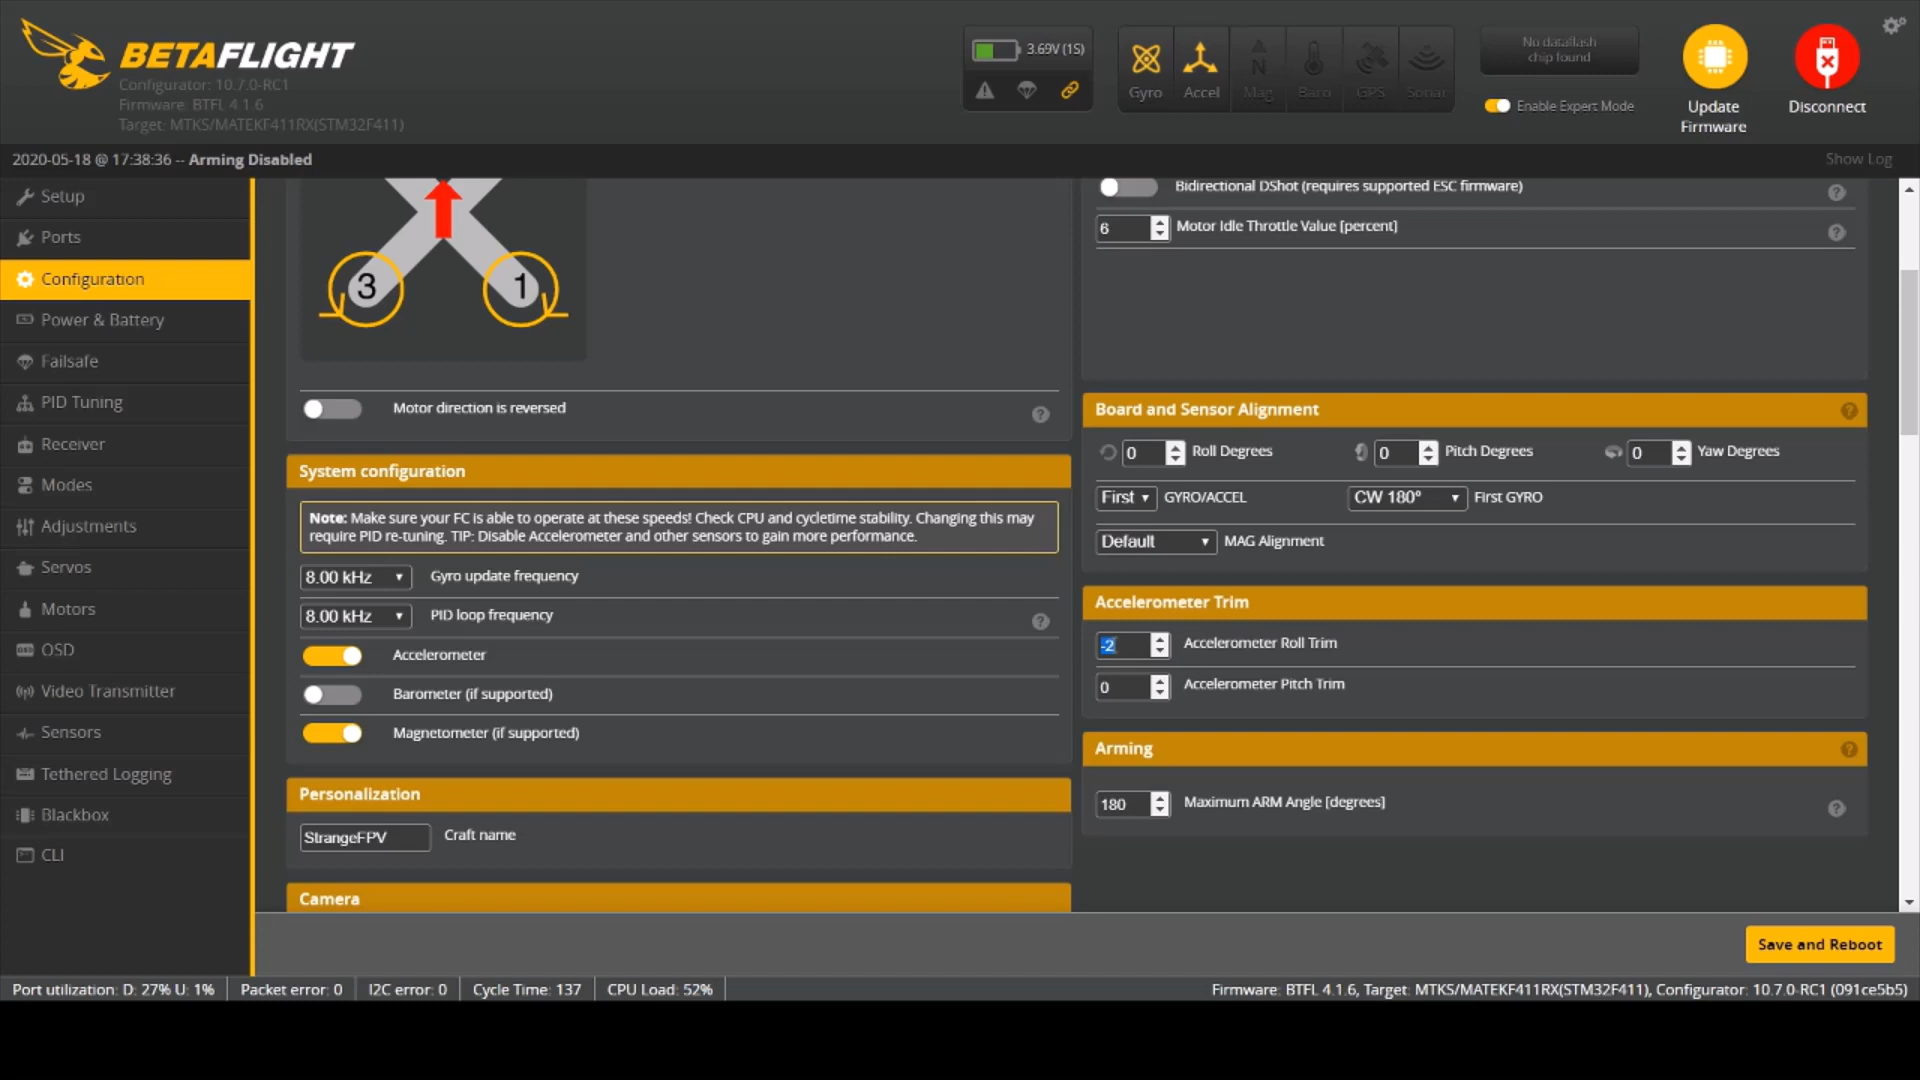 BETAFLIGHT
Configurator: 10.7.0-RC1
Firmware: BTFL 4.1.6
Target: MTKS/MATEKF411RX(STM32F411)
3.69V (1S)
Gyro
Accel
Mag
Baro
GPS
Sonar
No dataflash
chip found
Enable Expert Mode
Update
Firmware
Disconnect
2020-05-18 @ 17:38:36 -- Arming Disabled
Show Log
Setup
Ports
Configuration
Power & Battery
Failsafe
PID Tuning
Receiver
Modes
Adjustments
Servos
Motors
OSD
Video Transmitter
Sensors
Tethered Logging
Blackbox
CLI
3
1
Motor direction is reversed
System configuration
Note: Make sure your FC is able to operate at these speeds! Check CPU and cycletime stability. Changing this may
require PID re-tuning. TIP: Disable Accelerometer and other sensors to gain more performance.
8.00 kHz Gyro update frequency
8.00 kHz PID loop frequency
Accelerometer
Barometer (if supported)
Magnetometer (if supported)
Personalization
StrangeFPV Craft name
Camera
Bidirectional DShot (requires supported ESC firmware)
6 Motor Idle Throttle Value [percent]
Board and Sensor Alignment
0 Roll Degrees 0 Pitch Degrees 0 Yaw Degrees
First GYRO/ACCEL CW 180° First GYRO
Default MAG Alignment
Accelerometer Trim
-2 Accelerometer Roll Trim
0 Accelerometer Pitch Trim
Arming
180 Maximum ARM Angle [degrees]
Save and Reboot
Port utilization: D: 27% U: 1% Packet error: 0 I2C error: 0 Cycle Time: 137 CPU Load: 52% Firmware: BTFL 4.1.6, Target: MTKS/MATEKF411RX(STM32F411), Configurator: 10.7.0-RC1 (091ce5b5)